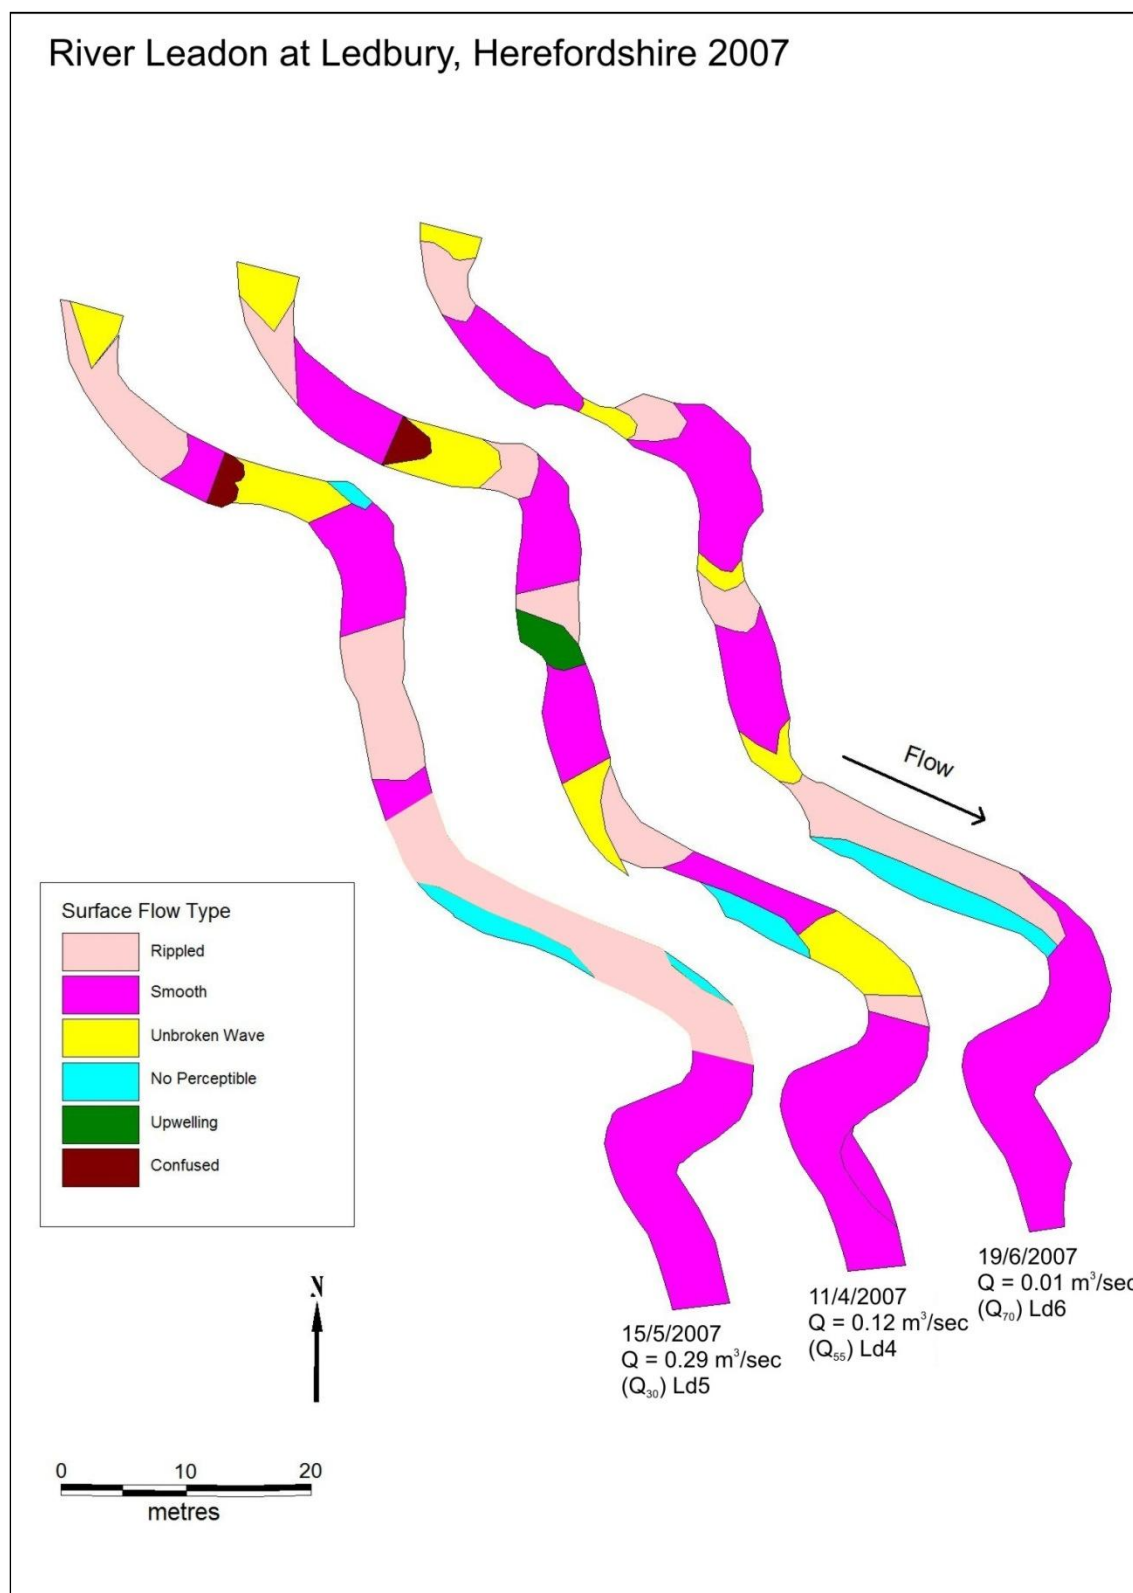 River Leadon at Ledbury, Herefordshire 2007
Flow
Surface Flow Type
Rippled
Smooth
Unbroken Wave
No Perceptible
Upwelling
Confused
19/6/2007
Q = 0.01 m³/sec
(Q₇₀) Ld6
11/4/2007
Q = 0.12 m³/sec
(Q₅₅) Ld4
15/5/2007
Q = 0.29 m³/sec
(Q₃₀) Ld5
N
0 10 20
metres